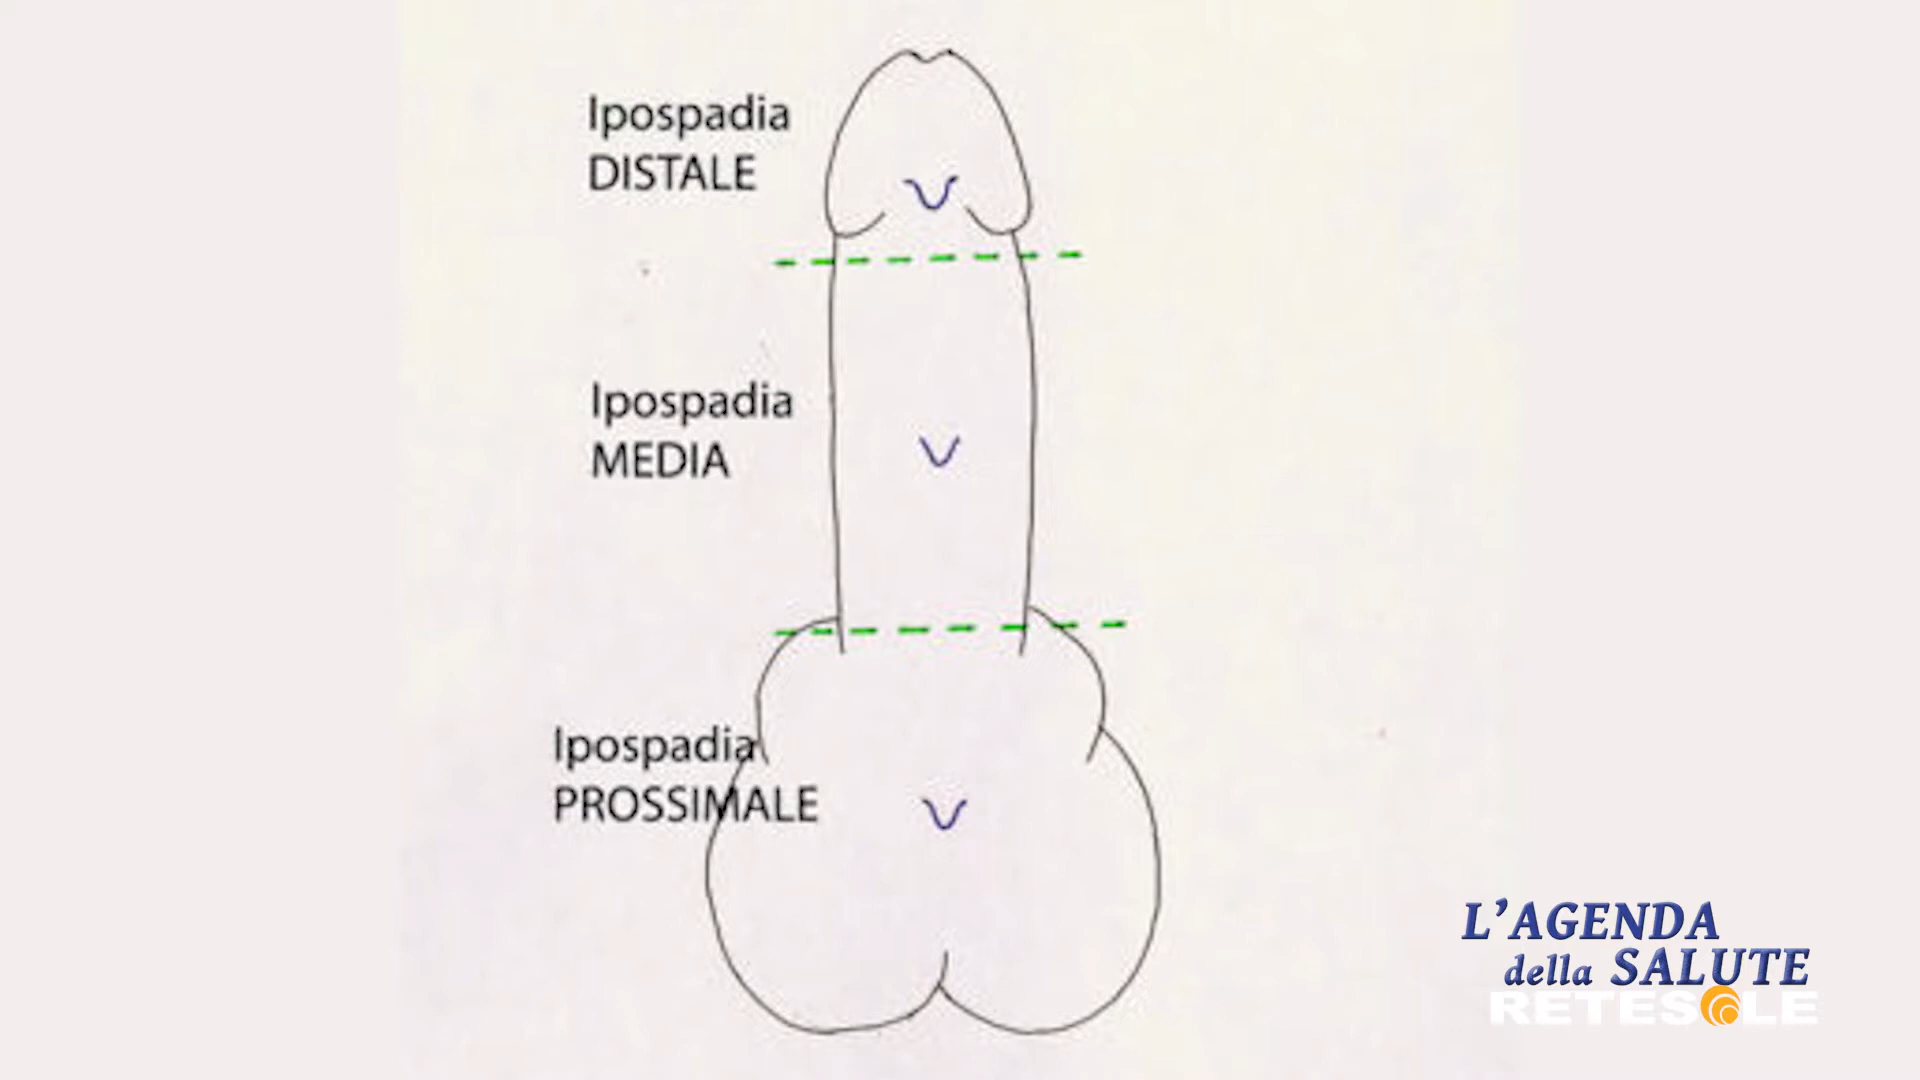 Ipospadia
DISTALE
Ipospadia
MEDIA
Ipospadia
PROSSIMALE
L'AGENDA
della SALUTE
RETESOLE